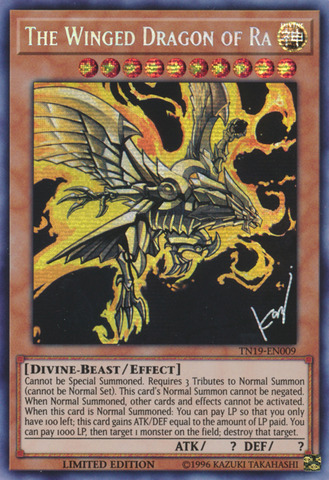 THE WINGED DRAGON OF RA
神
TN19-EN009
[DIVINE-BEAST/EFFECT]
Cannot be Special Summoned. Requires 3 Tributes to Normal Summon
(cannot be Normal Set). This card's Normal Summon cannot be negated.
When Normal Summoned, other cards and effects cannot be activated.
When this card is Normal Summoned: You can pay LP so that you only
have 100 left; this card gains ATK/DEF equal to the amount of LP paid. You
can pay 1000 LP, then target 1 monster on the field; destroy that target.
ATK/ ? DEF/ ?
LIMITED EDITION ©1996 KAZUKI TAKAHASHI